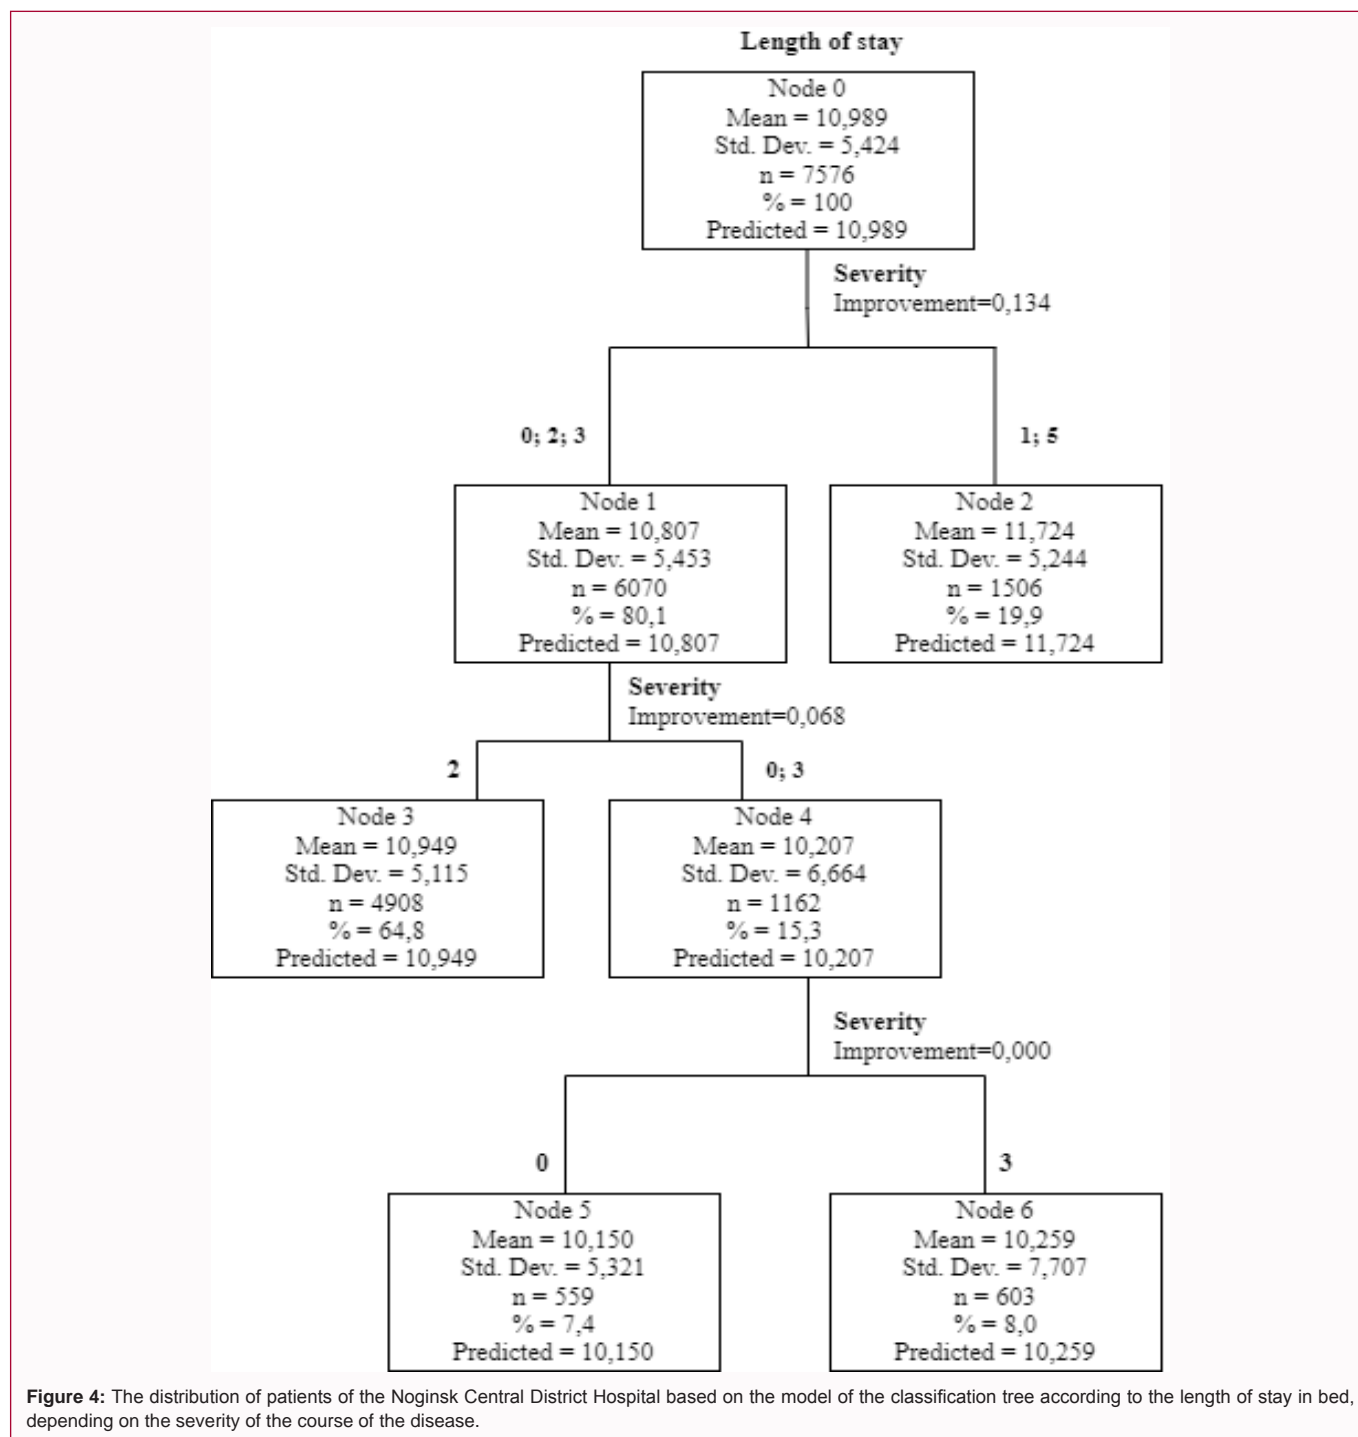 Length of stay
Node 0
Mean = 10,989
Std. Dev. = 5,424
n = 7576
% = 100
Predicted = 10,989
Severity
Improvement=0,134
0; 2; 3
1; 5
Node 1
Mean = 10,807
Std. Dev. = 5,453
n = 6070
% = 80,1
Predicted = 10,807
Node 2
Mean = 11,724
Std. Dev. = 5,244
n = 1506
% = 19,9
Predicted = 11,724
Severity
Improvement=0,068
2
0; 3
Node 3
Mean = 10,949
Std. Dev. = 5,115
n = 4908
% = 64,8
Predicted = 10,949
Node 4
Mean = 10,207
Std. Dev. = 6,664
n = 1162
% = 15,3
Predicted = 10,207
Severity
Improvement=0,000
0
3
Node 5
Mean = 10,150
Std. Dev. = 5,321
n = 559
% = 7,4
Predicted = 10,150
Node 6
Mean = 10,259
Std. Dev. = 7,707
n = 603
% = 8,0
Predicted = 10,259
Figure 4: The distribution of patients of the Noginsk Central District Hospital based on the model of the classification tree according to the length of stay in bed,
depending on the severity of the course of the disease.